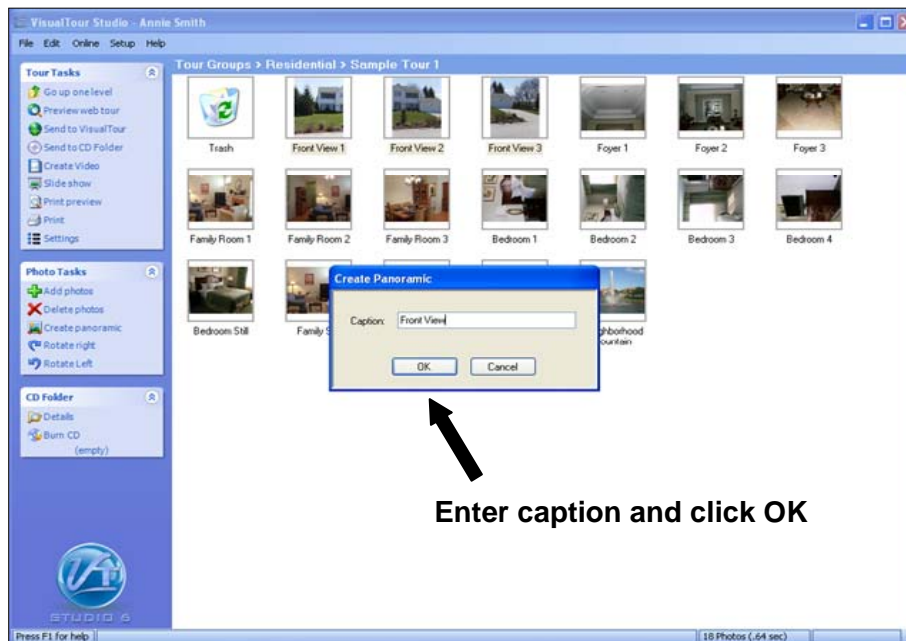 VisualTour Studio - Annie Smith
File Edit Online Setup Help
Tour Groups > Residential > Sample Tour 1
Tour Tasks
Go up one level
Preview web tour
Send to VisualTour
Send to CD Folder
Create Video
Slide show
Print preview
Print
Settings
Photo Tasks
Add photos
Delete photos
Create panoramic
Rotate right
Rotate Left
CD Folder
Details
Burn CD
(empty)
STUDIO 6
Trash Front View 1 Front View 2 Front View 3 Foyer 1 Foyer 2 Foyer 3
Family Room 1 Family Room 2 Family Room 3 Bedroom 1 Bedroom 2 Bedroom 3 Bedroom 4
Bedroom Still Family
Create Panoramic
Caption: Front View
OK Cancel
Enter caption and click OK
Press F1 for help 18 Photos (.64 sec)